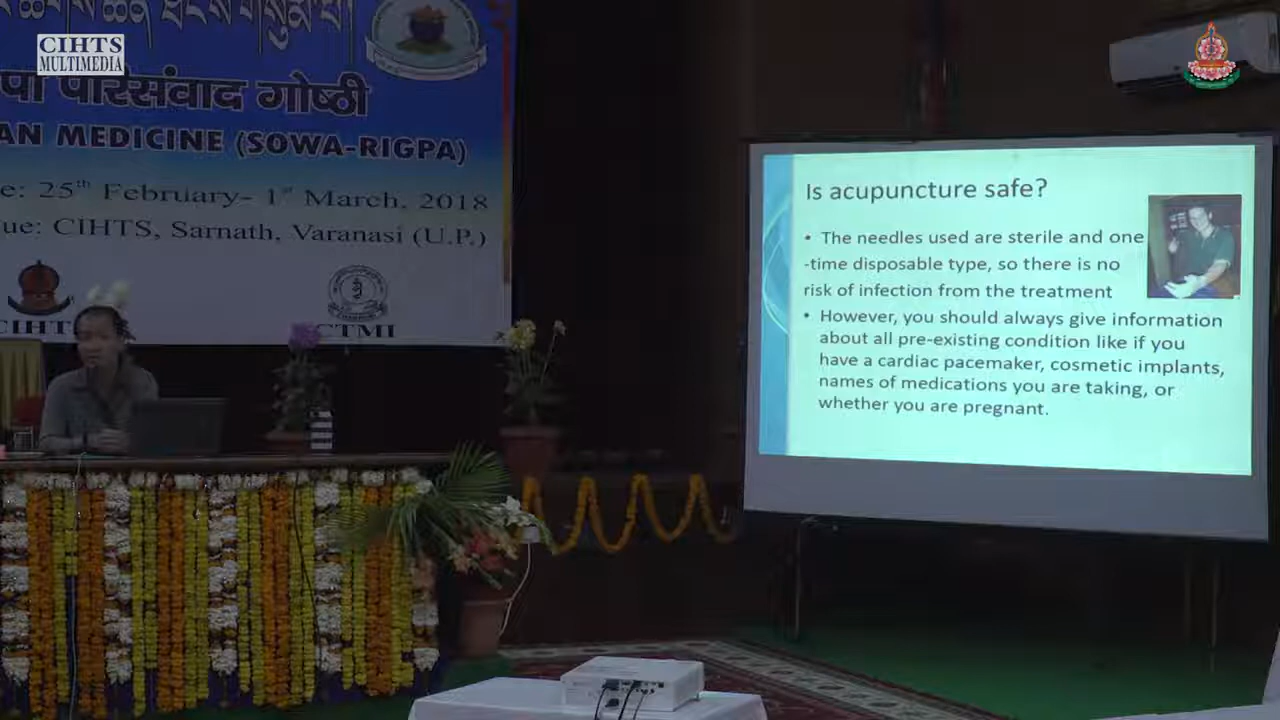 CIHTS
MULTIMEDIA
परिसंवाद गोष्ठी
AN MEDICINE (SOWA-RIGPA)
e: 25th February- 1st March, 2018
ue: CIHTS, Sarnath, Varanasi (U.P.)
CIHT
CTMI
Is acupuncture safe?
• The needles used are sterile and one
-time disposable type, so there is no
risk of infection from the treatment
• However, you should always give information
about all pre-existing condition like if you
have a cardiac pacemaker, cosmetic implants,
names of medications you are taking, or
whether you are pregnant.